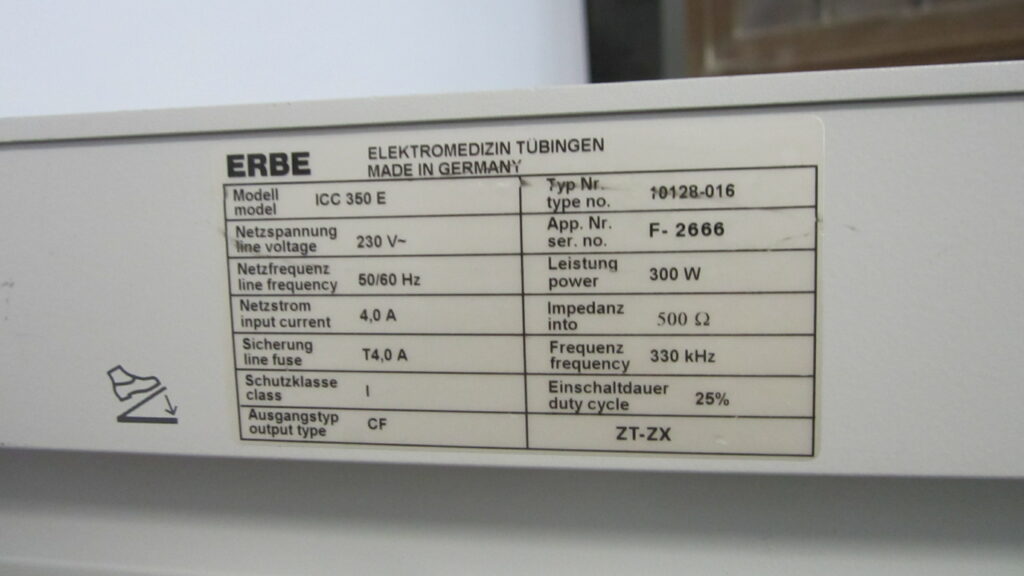 ERBE
ELEKTROMEDIZIN TÜBINGEN
MADE IN GERMANY
Modell
model
ICC 350 E
Typ Nr.
type no.
10128-016
Netzspannung
line voltage
230 V~
App. Nr.
ser. no.
F- 2666
Netzfrequenz
line frequency
50/60 Hz
Leistung
power
300 W
Netzstrom
input current
4,0 A
Impedanz
into
500 Ω
Sicherung
line fuse
T4,0 A
Frequenz
frequency
330 kHz
Schutzklasse
class
I
Einschaltdauer
duty cycle
25%
Ausgangstyp
output type
CF
ZT-ZX